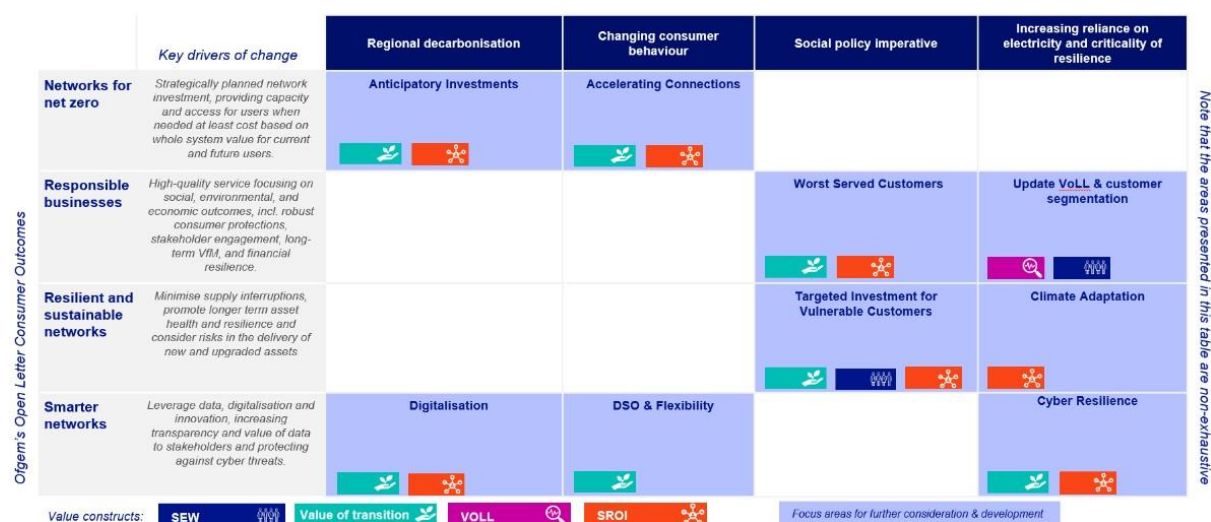 Key drivers of change
Regional decarbonisation
Changing consumer
behaviour
Social policy imperative
Increasing reliance on
electricity and criticality of
resilience
Ofgem's Open Letter Consumer Outcomes
Networks for
net zero
Strategically planned network
investment, providing capacity
and access for users when
needed at least cost based on
whole system value for current
and future users.
Anticipatory Investments
Accelerating Connections
Responsible
businesses
High-quality service focusing on
social, environmental, and
economic outcomes, incl. robust
consumer protections,
stakeholder engagement, long-
term VfM, and financial
resilience.
Worst Served Customers
Update VoLL & customer
segmentation
Resilient and
sustainable
networks
Minimise supply interruptions,
promote longer term asset
health and resilience and
consider risks in the delivery of
new and upgraded assets
Targeted Investment for
Vulnerable Customers
Climate Adaptation
Smarter
networks
Leverage data, digitalisation and
innovation, increasing
transparency and value of data
to stakeholders and protecting
against cyber threats.
Digitalisation
DSO & Flexibility
Cyber Resilience
Note that the areas presented in this table are non-exhaustive
Value constructs:
SEW
Value of transition
VOLL
SROI
Focus areas for further consideration & development